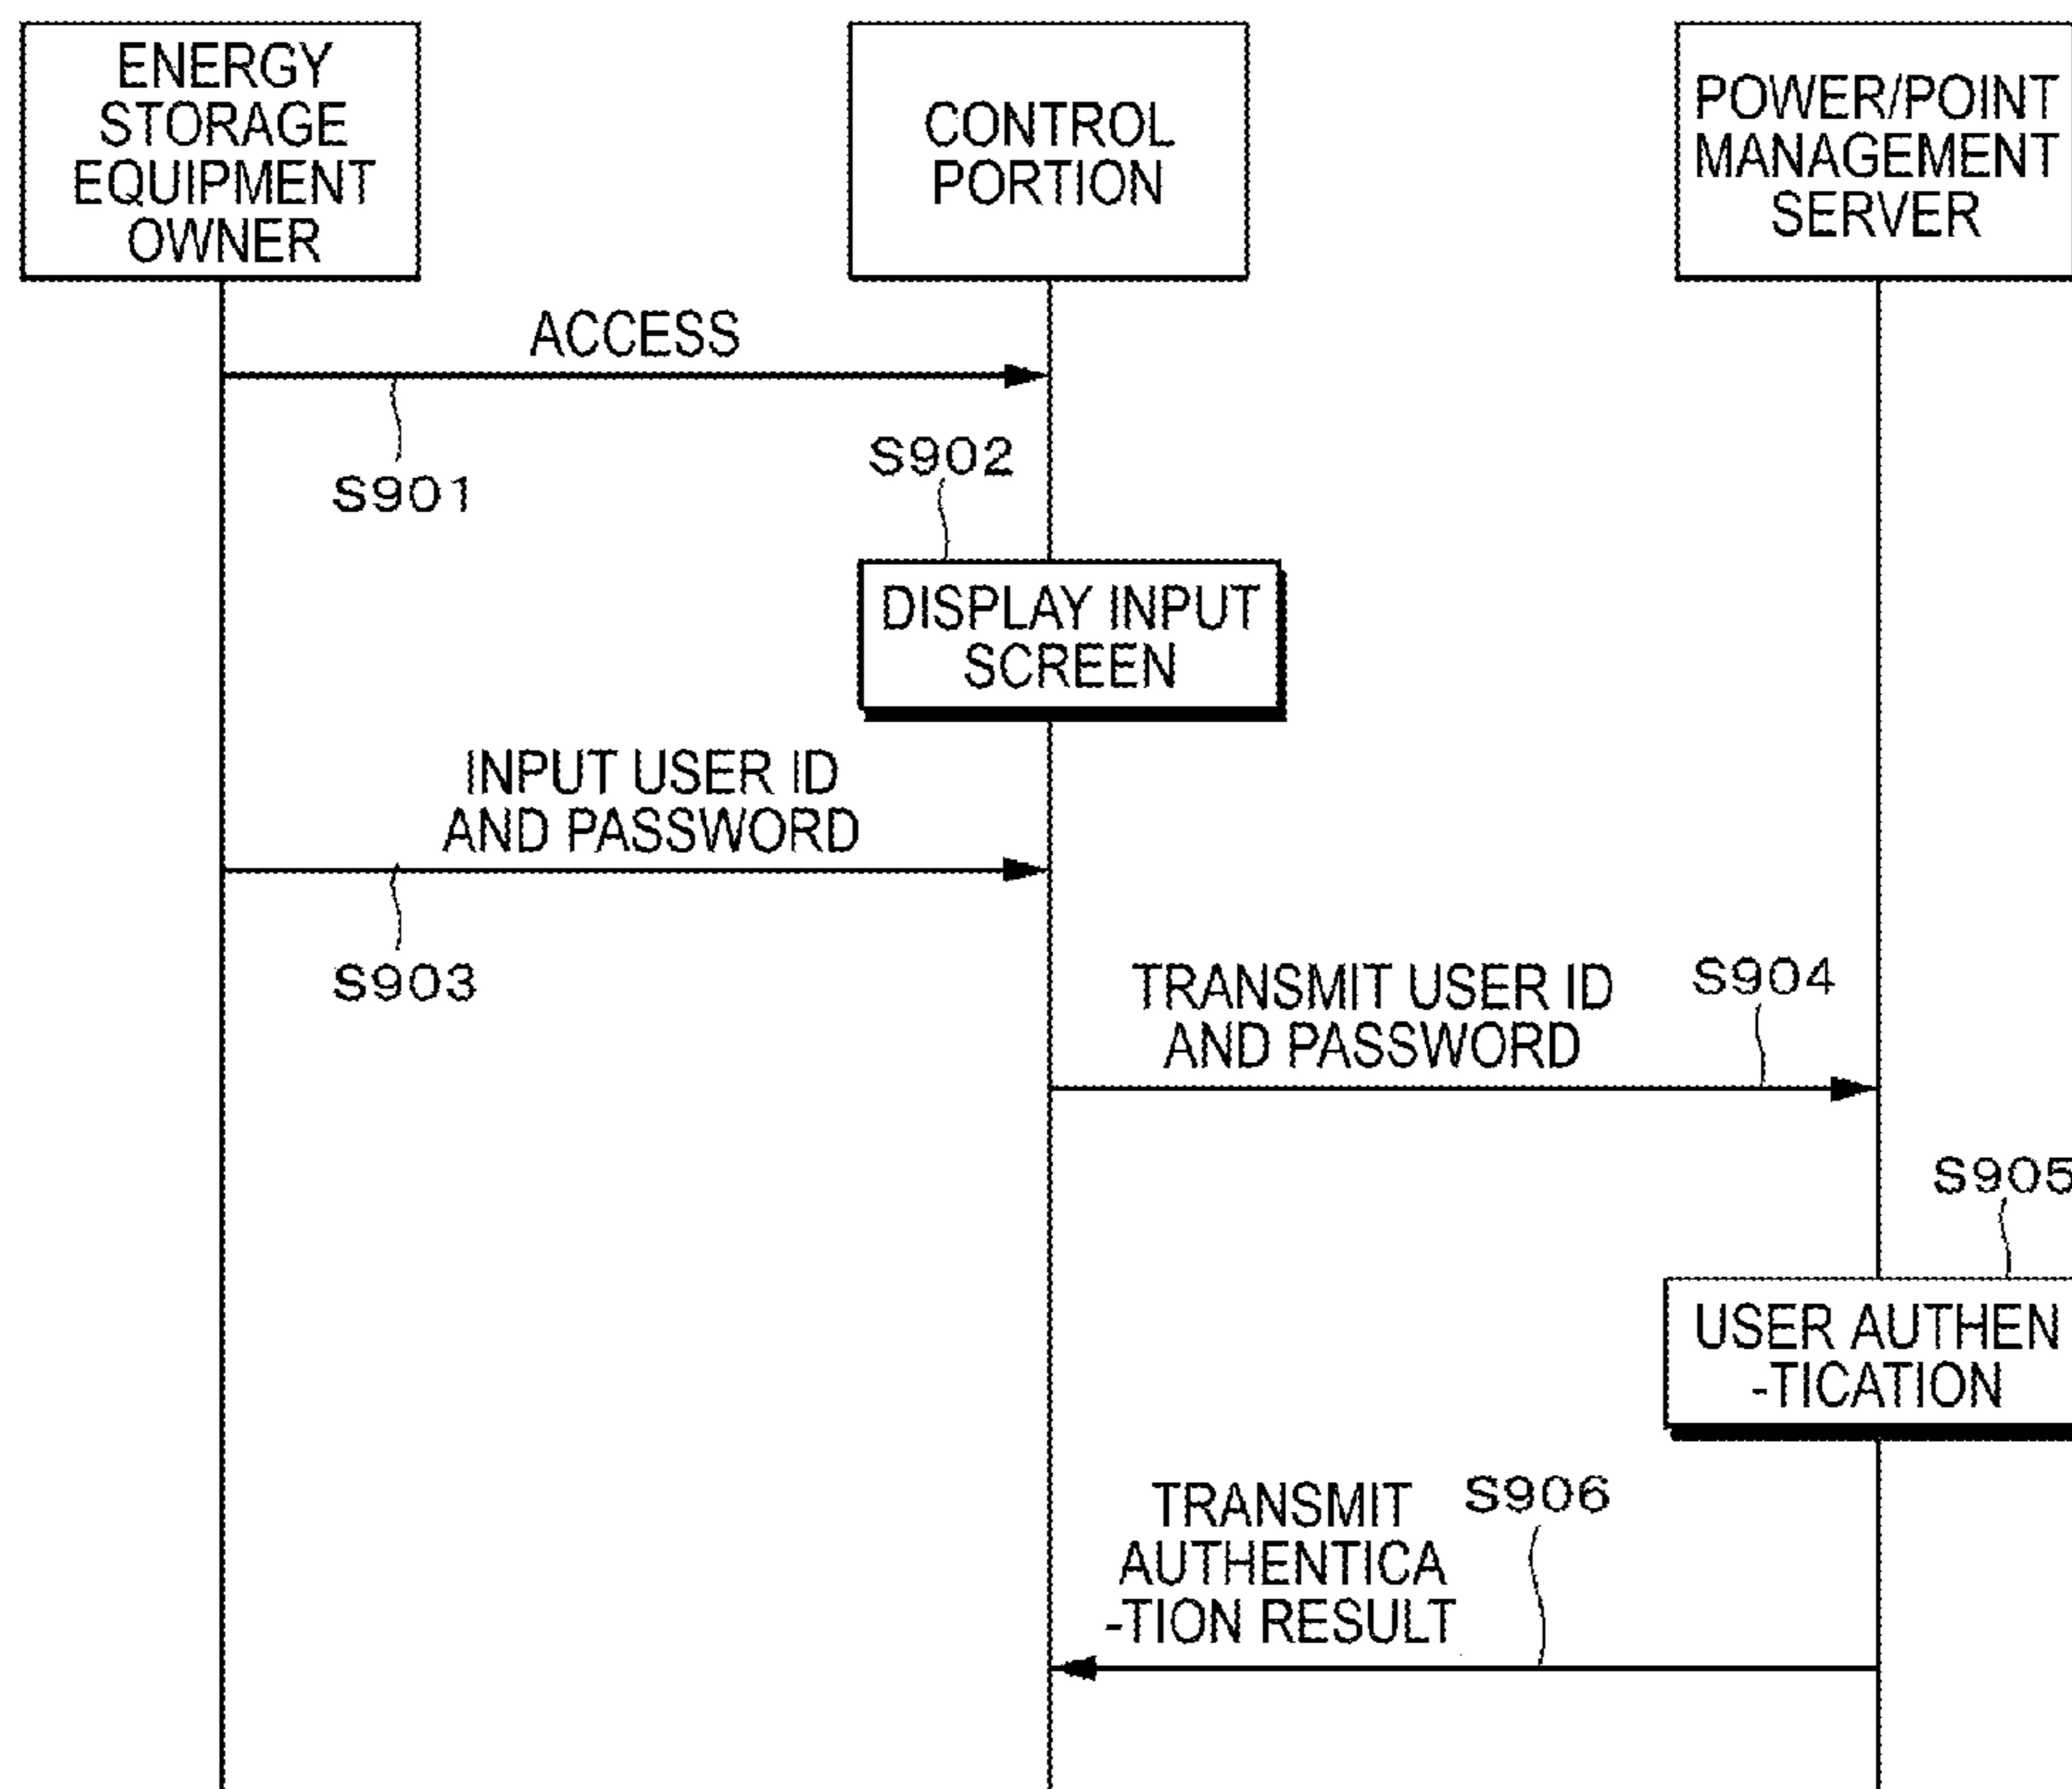 ENERGY
STORAGE
EQUIPMENT
OWNER
CONTROL
PORTION
POWER/POINT
MANAGEMENT
SERVER
ACCESS
S901
S902
DISPLAY INPUT
SCREEN
INPUT USER ID
AND PASSWORD
S903
TRANSMIT USER ID
AND PASSWORD
S904
S905
USER AUTHEN
-TICATION
TRANSMIT
AUTHENTICA
-TION RESULT
S906